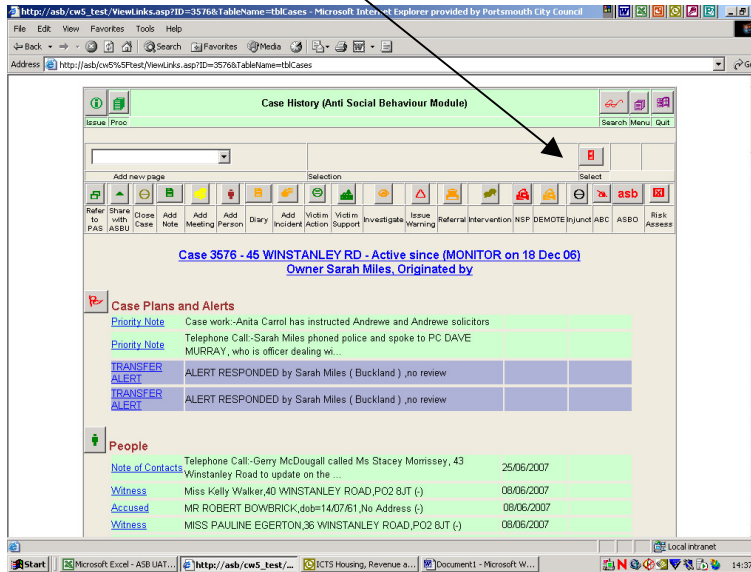 http://asb/cw5_test/ViewLinks.asp?ID=3576&TableName=tblCases - Microsoft Internet Explorer provided by Portsmouth City Council
File Edit View Favorites Tools Help
Back Search Favorites Media
Address http://asb/cw5%5Ftest/ViewLinks.asp?ID=3576&TableName=tblCases
Case History (Anti Social Behaviour Module)
Issue Proc Search Menu Quit
Add new page Selection Select
asb
Refer to PAS Share with ASBU Close Case Add Note Add Meeting Add Person Diary Add Incident Victim Action Victim Support Investigate Issue Warning Referral Intervention NSP DEMOTE Injunct ABC ASBO Risk Assess
Case 3576 - 45 WINSTANLEY RD - Active since (MONITOR on 18 Dec 06)
Owner Sarah Miles, Originated by
Case Plans and Alerts
Priority Note Case work:-Anita Carrol has instructed Andrewe and Andrewe solicitors
Priority Note Telephone Call:-Sarah Miles phoned police and spoke to PC DAVE
MURRAY, who is officer dealing wi...
TRANSFER ALERT ALERT RESPONDED by Sarah Miles ( Buckland ) ,no review
TRANSFER ALERT ALERT RESPONDED by Sarah Miles ( Buckland ) ,no review
People
Note of Contacts Telephone Call:-Gerry McDougall called Ms Stacey Morrissey, 43
Winstanley Road to update on the ... 25/06/2007
Witness Miss Kelly Walker,40 WINSTANLEY ROAD,PO2 8JT (-) 08/06/2007
Accused MR ROBERT BOWBRICK,dob=14/07/61,No Address (-) 08/06/2007
Witness MISS PAULINE EGERTON,36 WINSTANLEY ROAD,PO2 8JT (-) 08/06/2007
Local intranet
Start Microsoft Excel - ASB UAT... http://asb/cw5_test/... ICTS Housing, Revenue a... Document1 - Microsoft W... 14:37